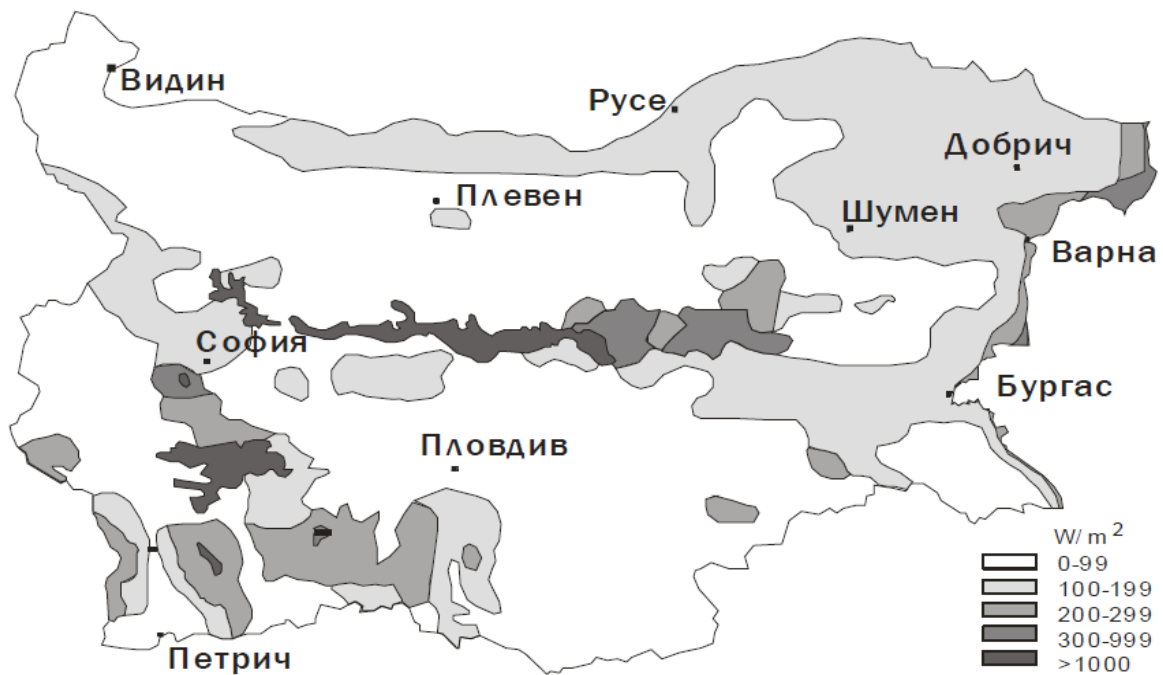 Видин
Русе
Добрич
Плевен
Шумен
Варна
София
Бургас
Пловдив
Петрич
W/m²
0-99
100-199
200-299
300-999
>1000